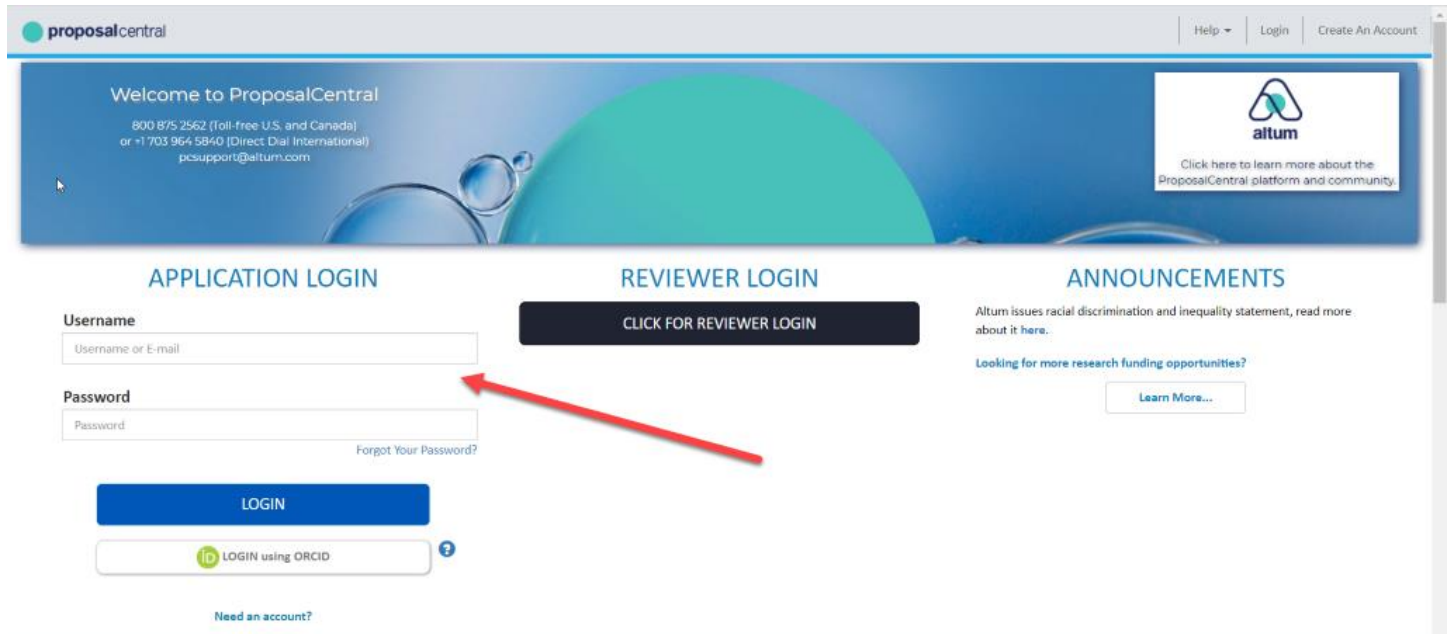 proposalcentral
Help
Login
Create An Account
Welcome to ProposalCentral
800 875 2562 (Toll-free U.S. and Canada)
or +1 703 964 5840 (Direct Dial International)
pcsupport@altum.com
altum
Click here to learn more about the
ProposalCentral platform and community.
APPLICATION LOGIN
Username
Username or E-mail
Password
Password
Forgot Your Password?
LOGIN
iD LOGIN using ORCID
?
Need an account?
REVIEWER LOGIN
CLICK FOR REVIEWER LOGIN
ANNOUNCEMENTS
Altum issues racial discrimination and inequality statement, read more
about it here.
Looking for more research funding opportunities?
Learn More...